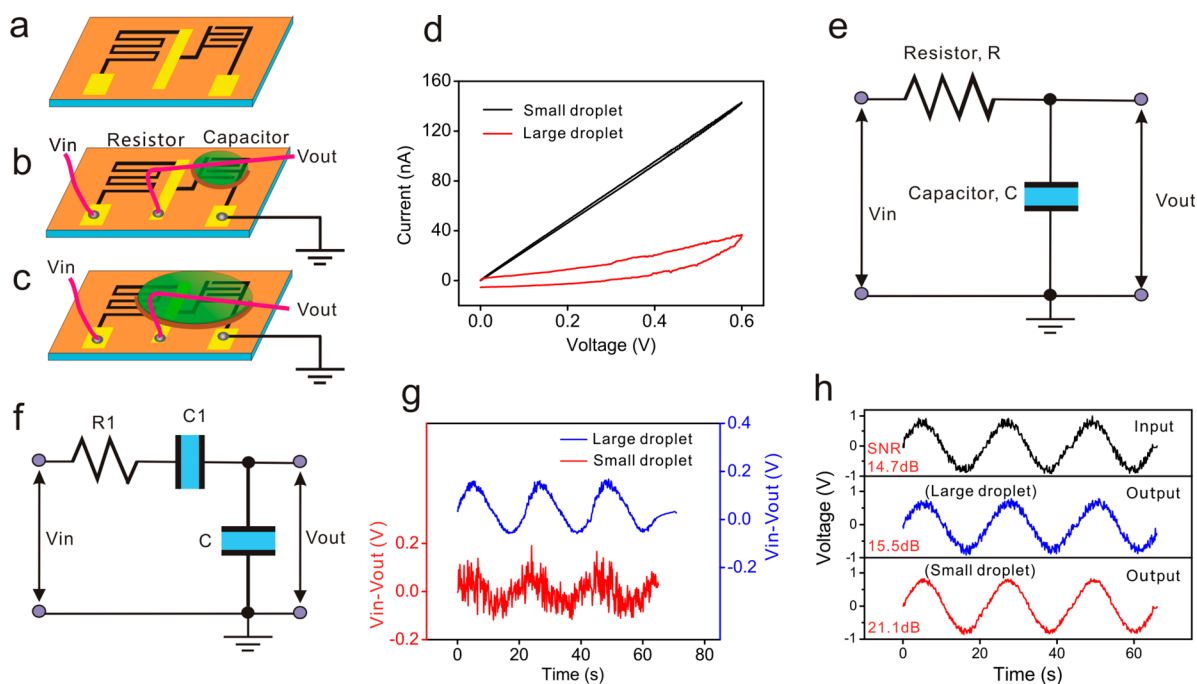 a
b
Vin
Resistor
Capacitor
Vout
c
Vin
Vout
d
Current (nA)
160
120
80
40
0
Small droplet
Large droplet
0.0
0.2
0.4
0.6
Voltage (V)
e
Resistor, R
Capacitor, C
Vin
Vout
f
R1
C1
C
Vin
Vout
g
Large droplet
Small droplet
Vin-Vout (V)
0.2
0.0
-0.2
0.4
0.2
0.0
-0.2
Vin-Vout (V)
0
20
40
60
80
Time (s)
h
Voltage (V)
1
0
-1
Input
SNR
14.7dB
1
0
-1
(Large droplet)
Output
15.5dB
1
0
-1
(Small droplet)
Output
21.1dB
0
20
40
60
Time (s)